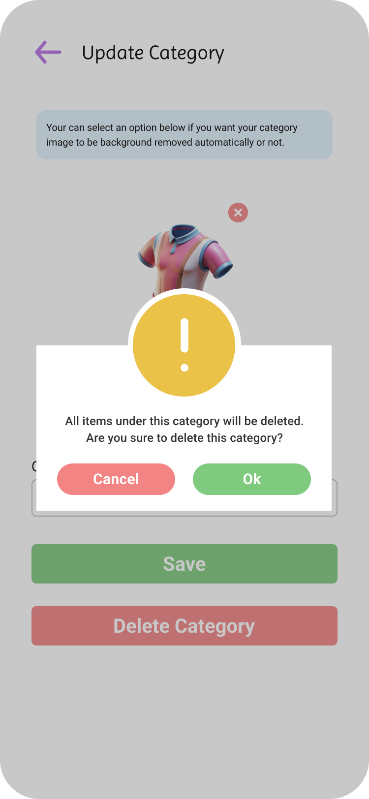 Update Category
Your can select an option below if you want your category
image to be background removed automatically or not.
All items under this category will be deleted.
Are you sure to delete this category?
Cancel
Ok
Save
Delete Category